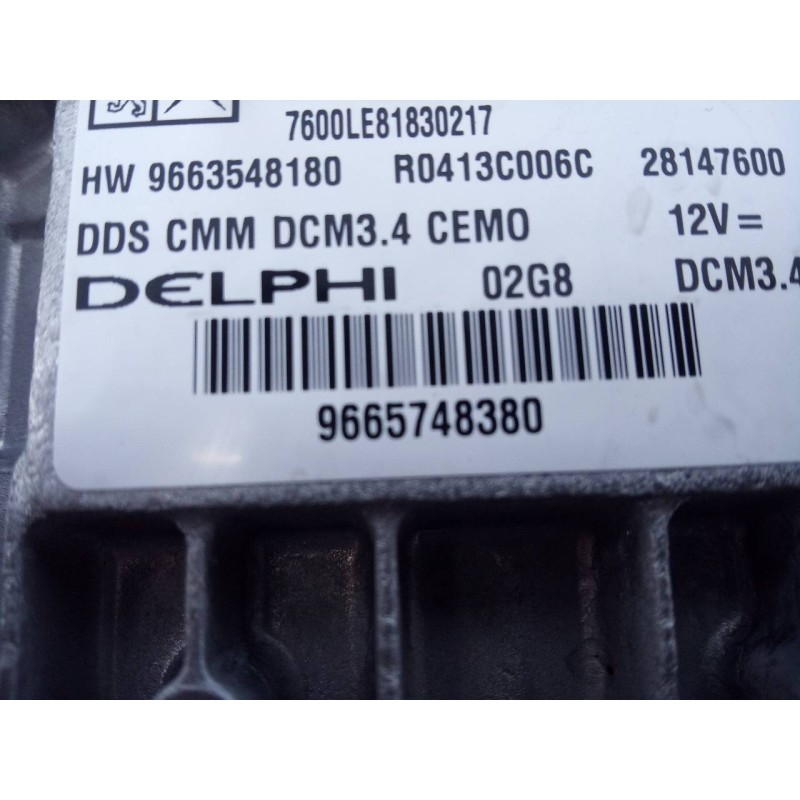 7600LE81830217
HW 9663548180 R0413C006C 28147600
DDS CMM DCM3.4 CEMO 12V=
DELPHI 02G8 DCM3.4
9665748380